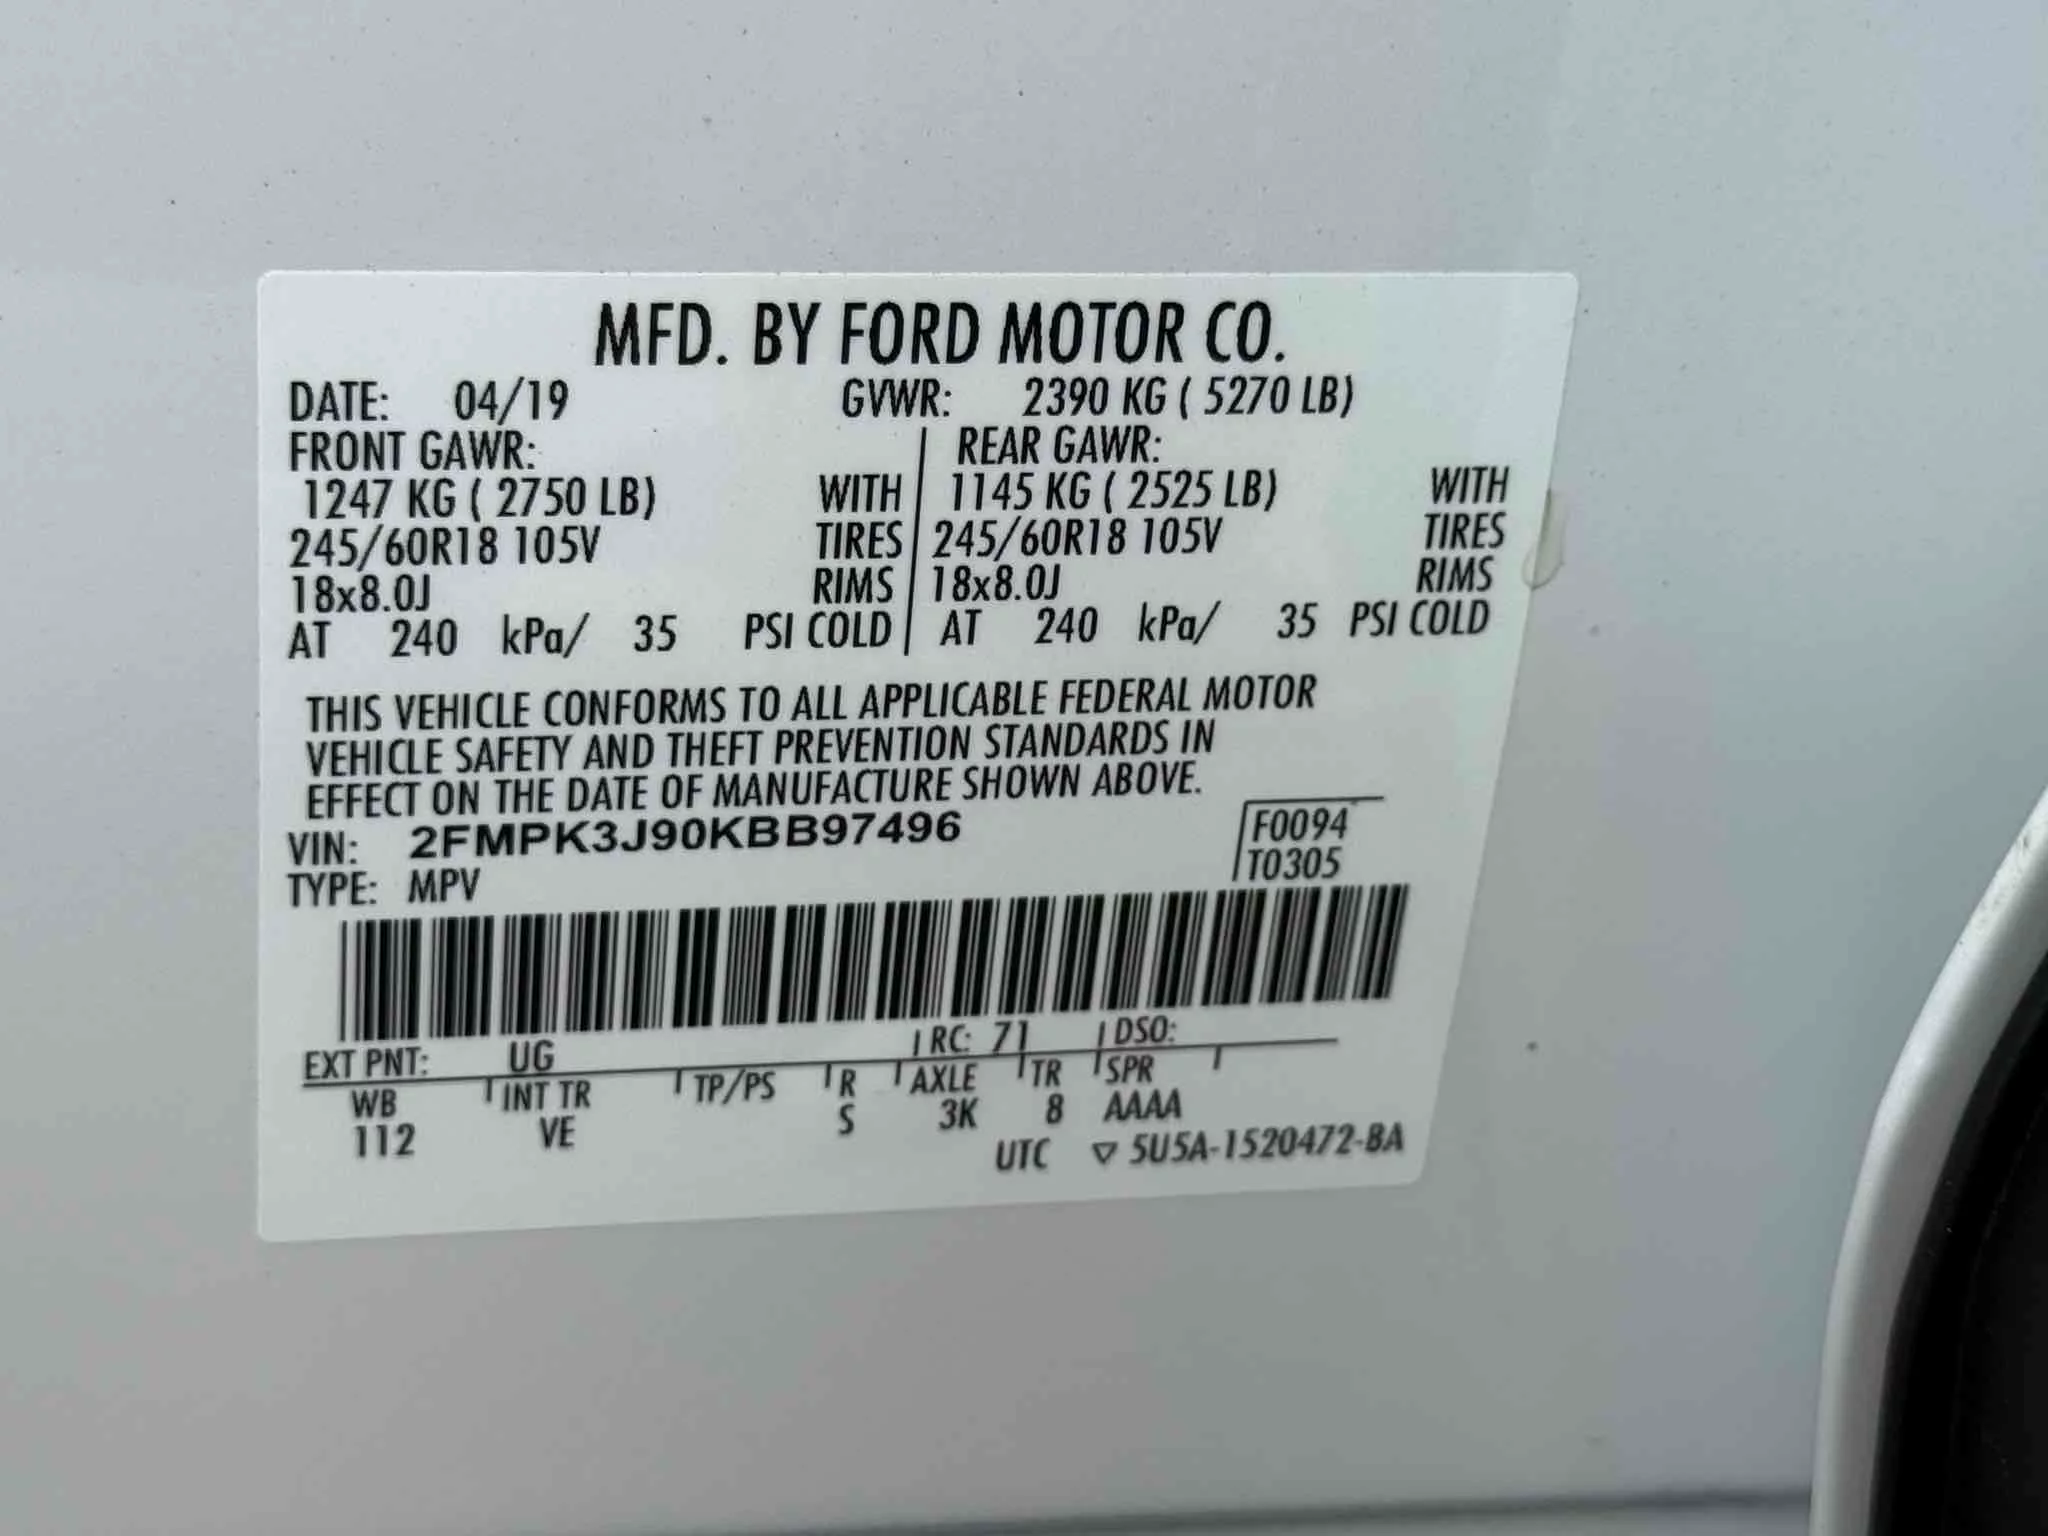 MFD. BY FORD MOTOR CO.
DATE: 04/19 GVWR: 2390 KG ( 5270 LB)
FRONT GAWR: REAR GAWR:
1247 KG ( 2750 LB) WITH 1145 KG ( 2525 LB) WITH
245/60R18 105V TIRES 245/60R18 105V TIRES
18x8.0J RIMS 18x8.0J RIMS
AT 240 kPa/ 35 PSI COLD AT 240 kPa/ 35 PSI COLD
THIS VEHICLE CONFORMS TO ALL APPLICABLE FEDERAL MOTOR
VEHICLE SAFETY AND THEFT PREVENTION STANDARDS IN
EFFECT ON THE DATE OF MANUFACTURE SHOWN ABOVE.
VIN: 2FMPK3J90KBB97496 F0094
TYPE: MPV T0305
EXT PNT: UG RC: 71 DSO:
WB INT TR TP/PS R AXLE TR SPR
112 VE S 3K 8 AAAA
UTC ▽ 5U5A-1520472-BA